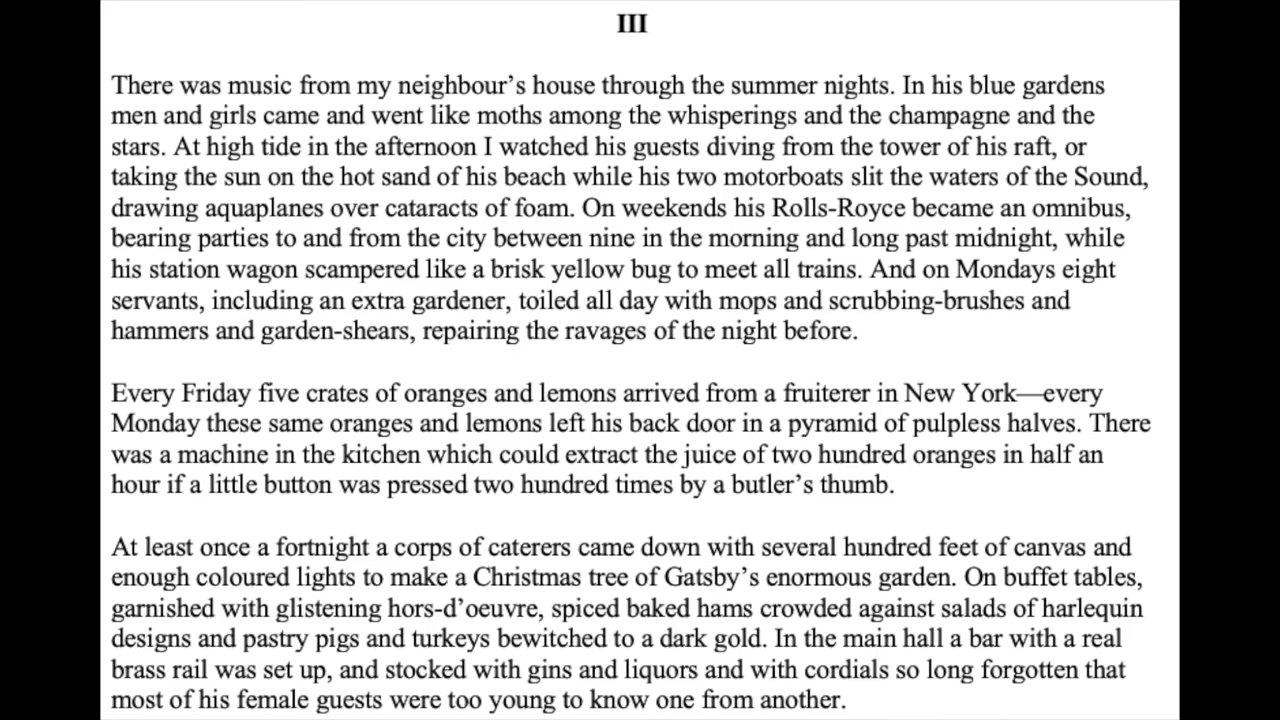 III
There was music from my neighbour’s house through the summer nights. In his blue gardens
men and girls came and went like moths among the whisperings and the champagne and the
stars. At high tide in the afternoon I watched his guests diving from the tower of his raft, or
taking the sun on the hot sand of his beach while his two motorboats slit the waters of the Sound,
drawing aquaplanes over cataracts of foam. On weekends his Rolls-Royce became an omnibus,
bearing parties to and from the city between nine in the morning and long past midnight, while
his station wagon scampered like a brisk yellow bug to meet all trains. And on Mondays eight
servants, including an extra gardener, toiled all day with mops and scrubbing-brushes and
hammers and garden-shears, repairing the ravages of the night before.
Every Friday five crates of oranges and lemons arrived from a fruiterer in New York—every
Monday these same oranges and lemons left his back door in a pyramid of pulpless halves. There
was a machine in the kitchen which could extract the juice of two hundred oranges in half an
hour if a little button was pressed two hundred times by a butler’s thumb.
At least once a fortnight a corps of caterers came down with several hundred feet of canvas and
enough coloured lights to make a Christmas tree of Gatsby’s enormous garden. On buffet tables,
garnished with glistening hors-d’oeuvre, spiced baked hams crowded against salads of harlequin
designs and pastry pigs and turkeys bewitched to a dark gold. In the main hall a bar with a real
brass rail was set up, and stocked with gins and liquors and with cordials so long forgotten that
most of his female guests were too young to know one from another.